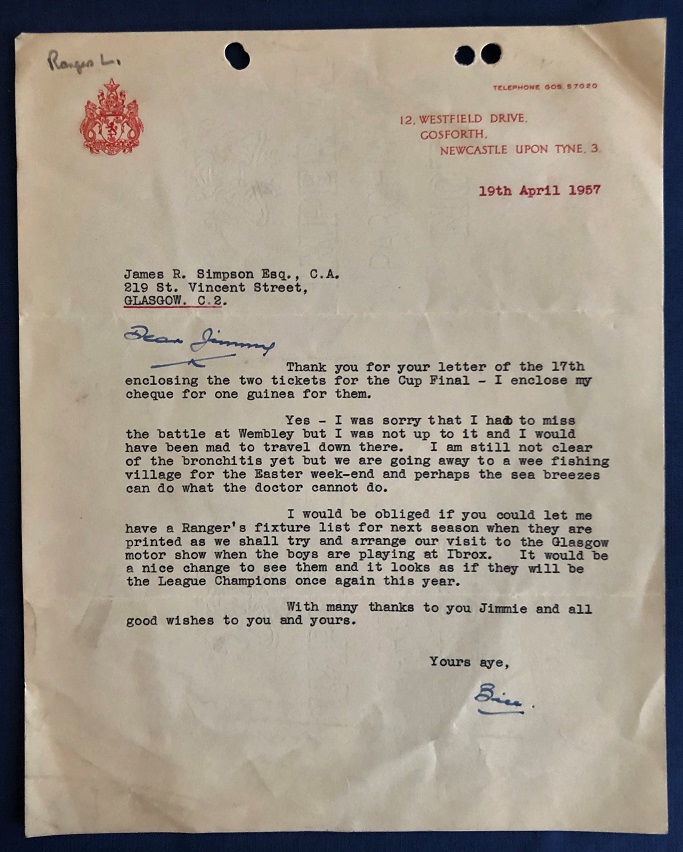 Ranger L.
TELEPHONE GOS 57020
12, WESTFIELD DRIVE,
GOSFORTH,
NEWCASTLE UPON TYNE, 3.
19th April 1957
James R. Simpson Esq., C.A.
219 St. Vincent Street,
GLASGOW. C.2.
Dear Jimmy
Thank you for your letter of the 17th
enclosing the two tickets for the Cup Final - I enclose my
cheque for one guinea for them.
Yes - I was sorry that I had to miss
the battle at Wembley but I was not up to it and I would
have been mad to travel down there. I am still not clear
of the bronchitis yet but we are going away to a wee fishing
village for the Easter week-end and perhaps the sea breezes
can do what the doctor cannot do.
I would be obliged if you could let me
have a Ranger's fixture list for next season when they are
printed as we shall try and arrange our visit to the Glasgow
motor show when the boys are playing at Ibrox. It would be
a nice change to see them and it looks as if they will be
the League Champions once again this year.
With many thanks to you Jimmie and all
good wishes to you and yours.
Yours aye,
Bill.